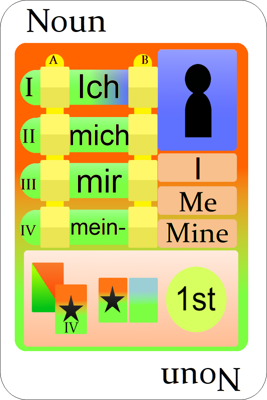 Noun
A B
I Ich
II mich
III mir
IV mein-
I
Me
Mine
IV
1st
Noun